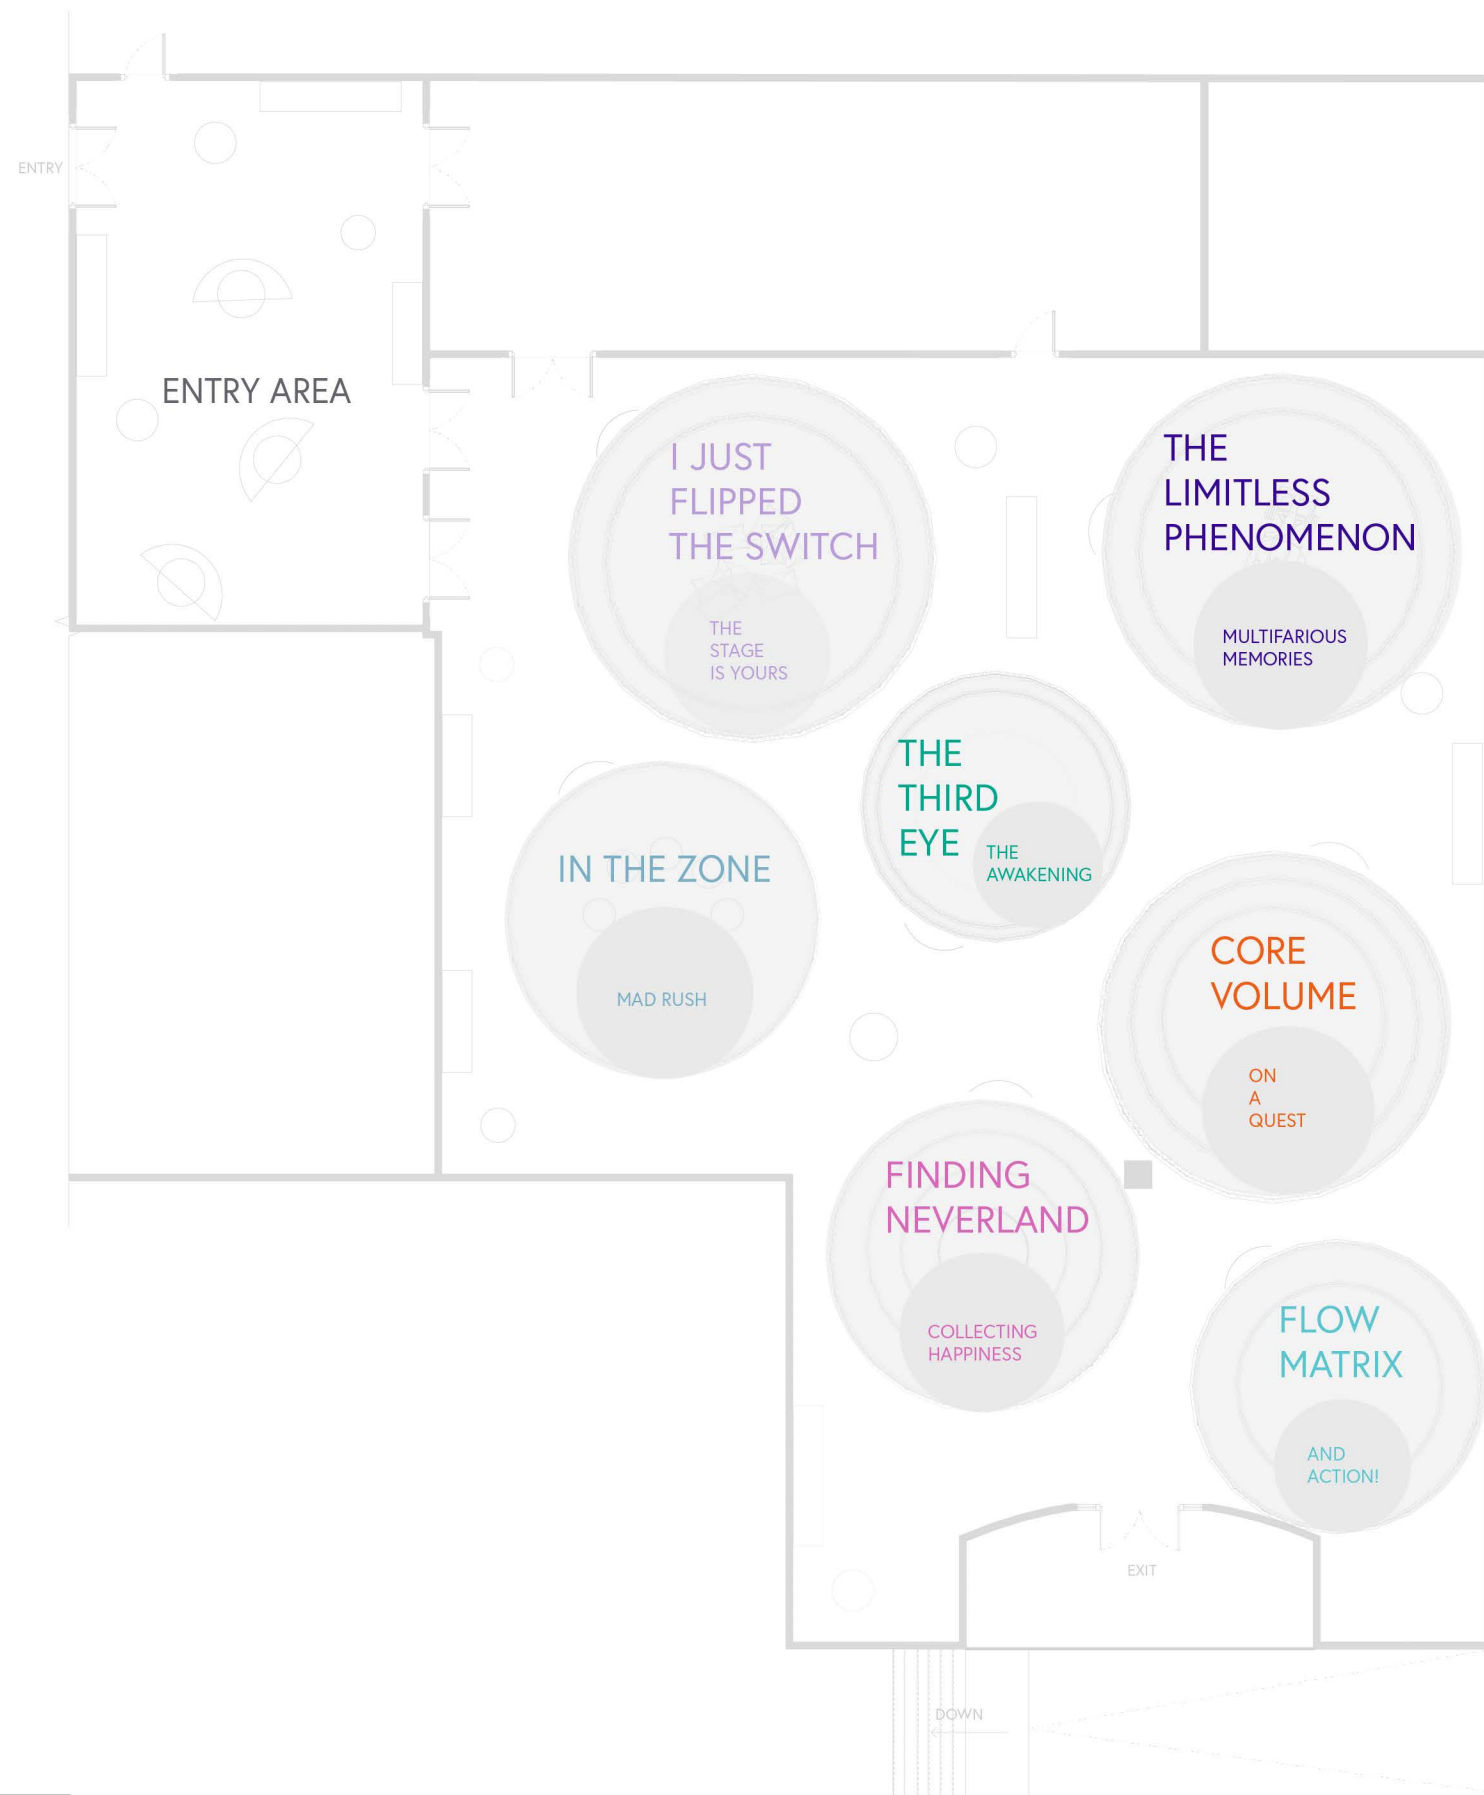 ENTRY
ENTRY AREA
I JUST
FLIPPED
THE SWITCH
THE
STAGE
IS YOURS
THE
LIMITLESS
PHENOMENON
MULTIFARIOUS
MEMORIES
THE
THIRD
EYE
THE
AWAKENING
IN THE ZONE
MAD RUSH
CORE
VOLUME
ON
A
QUEST
FINDING
NEVERLAND
COLLECTING
HAPPINESS
FLOW
MATRIX
AND
ACTION!
EXIT
DOWN